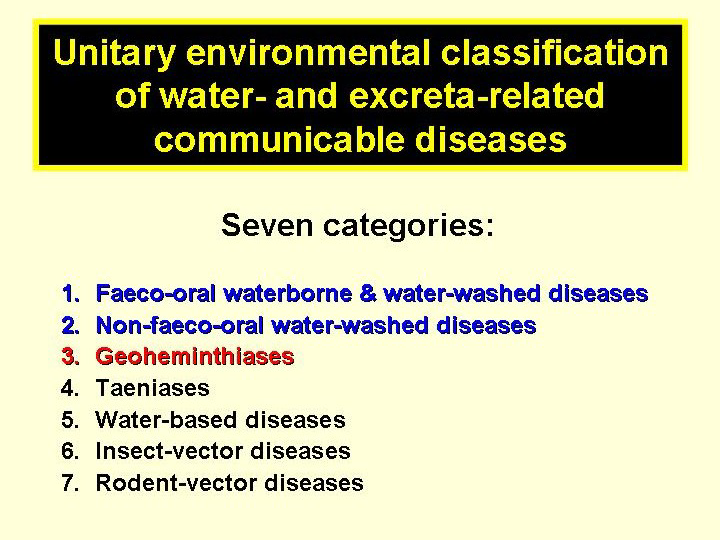 Unitary environmental classification
of water- and excreta-related
communicable diseases
Seven categories:
1. Faeco-oral waterborne & water-washed diseases
2. Non-faeco-oral water-washed diseases
3. Geoheminthiases
4. Taeniases
5. Water-based diseases
6. Insect-vector diseases
7. Rodent-vector diseases